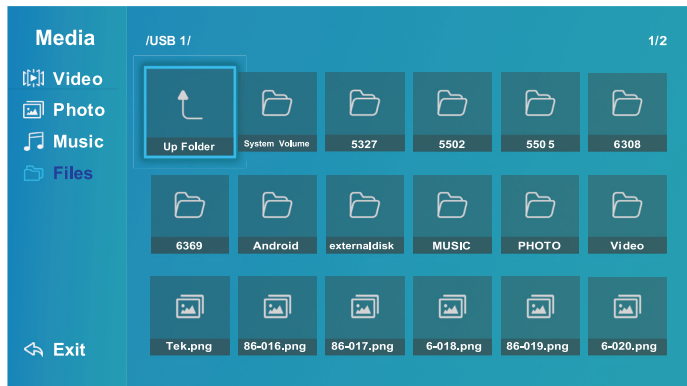 Media
/USB 1/
1/2
Video
Photo
Music
Files
Exit
Up Folder
System Volume
5327
5502
550 5
6308
6369
Android
externaldisk
MUSIC
PHOTO
Video
Tek.png
86-016.png
86-017.png
6-018.png
86-019.png
6-020.png